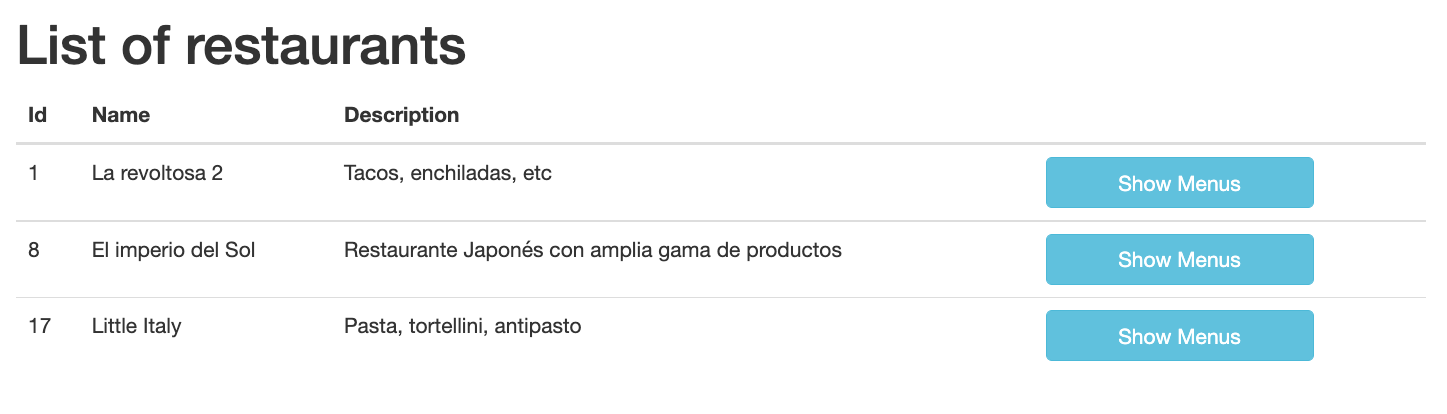 List of restaurants
Id Name Description
1 La revoltosa 2 Tacos, enchiladas, etc Show Menus
8 El imperio del Sol Restaurante Japonés con amplia gama de productos Show Menus
17 Little Italy Pasta, tortellini, antipasto Show Menus